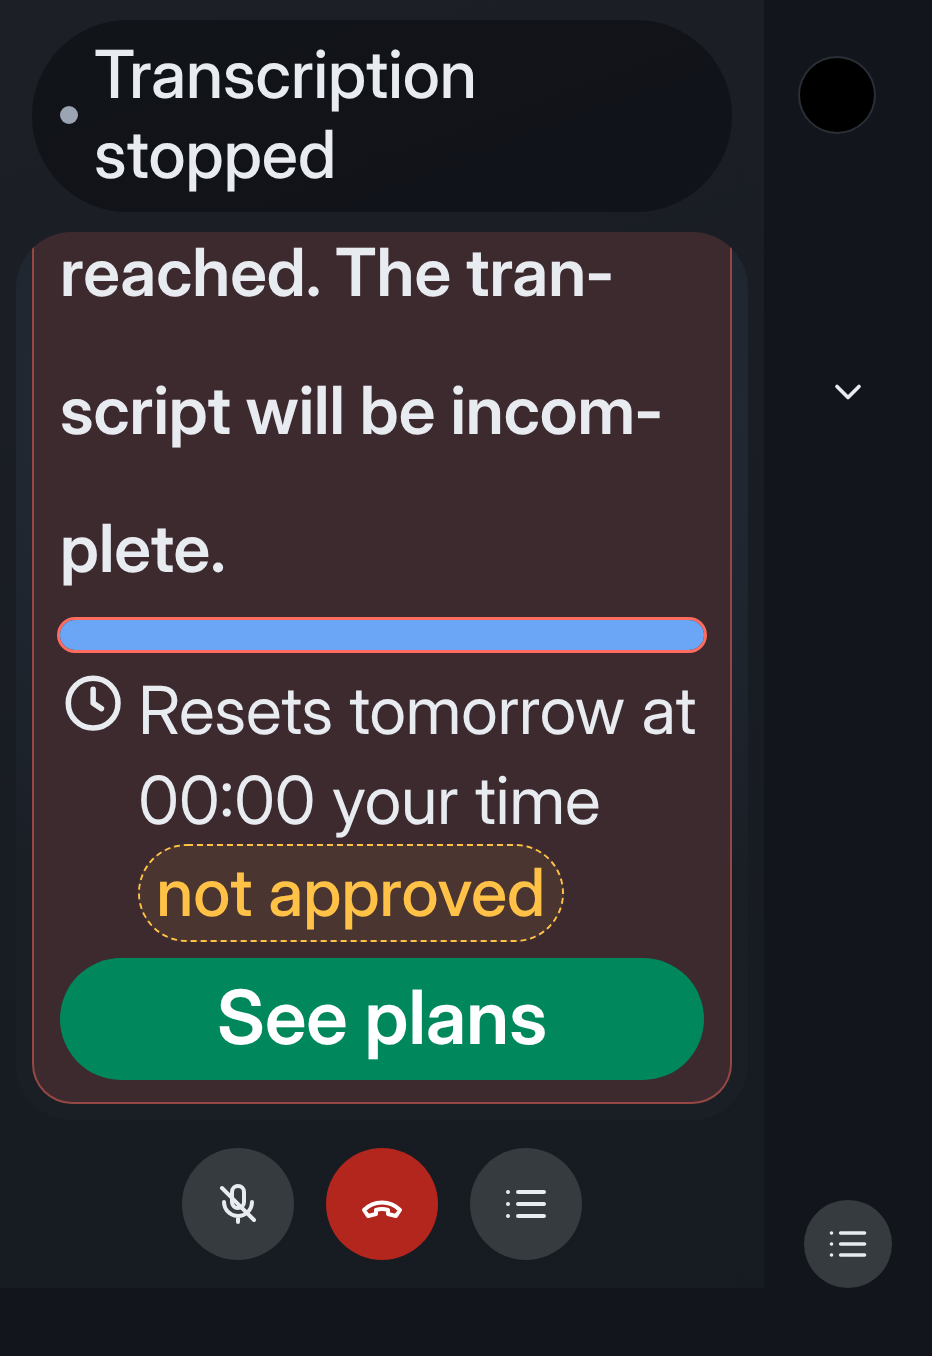 Transcription
stopped
reached. The tran-
script will be incom-
plete.
Resets tomorrow at
00:00 your time
not approved
See plans